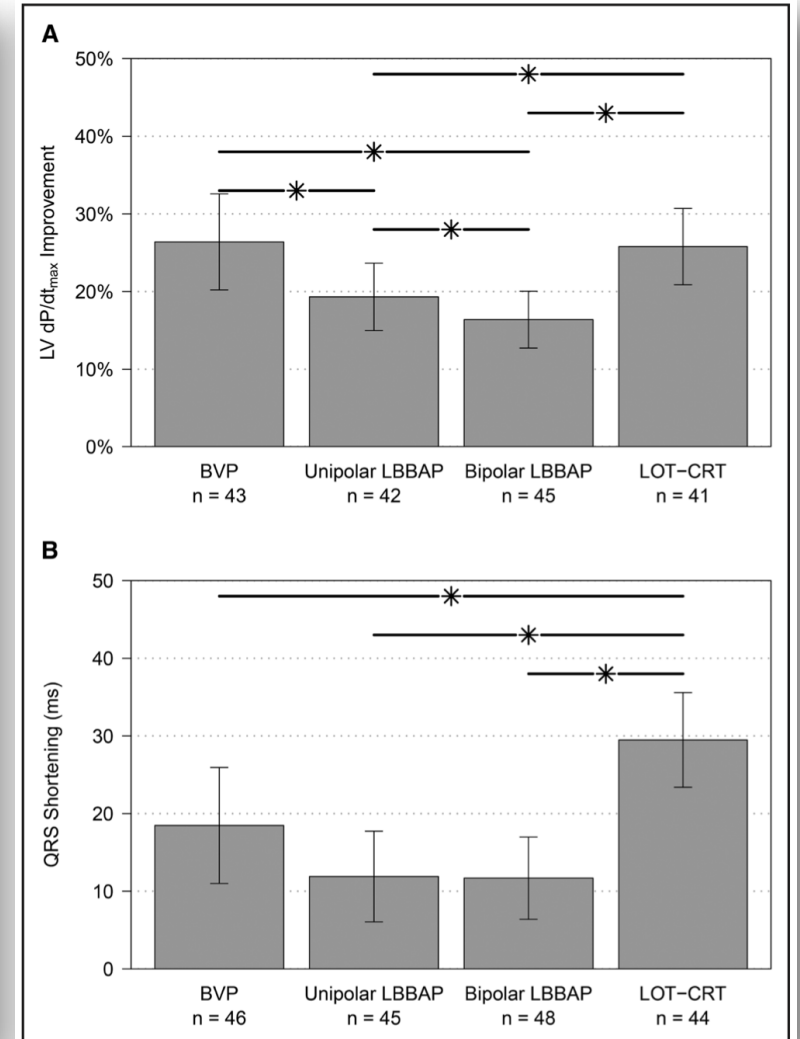 A
50%
40%
30%
20%
10%
0%
LV dP/dtmax Improvement
BVP Unipolar LBBAP Bipolar LBBAP LOT−CRT
n = 43 n = 42 n = 45 n = 41
B
50
40
30
20
10
0
QRS Shortening (ms)
BVP Unipolar LBBAP Bipolar LBBAP LOT−CRT
n = 46 n = 45 n = 48 n = 44